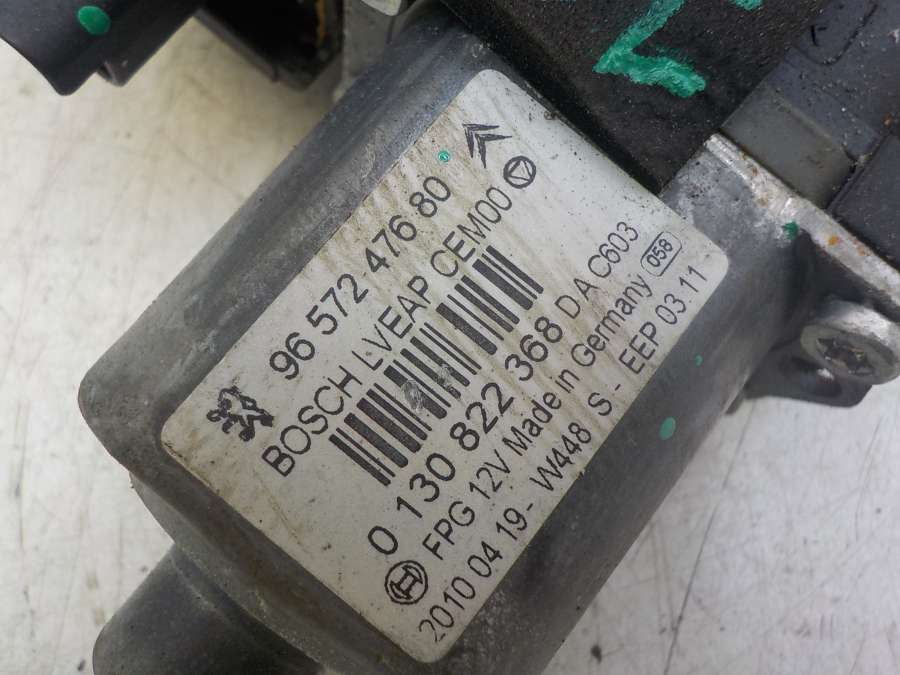 96 572 476 80
BOSCH LVEAP CEM00
0 130 822 368 DA C603
FPG 12V Made in Germany 058
2010 04 19 - W448 S - EEP 03.11